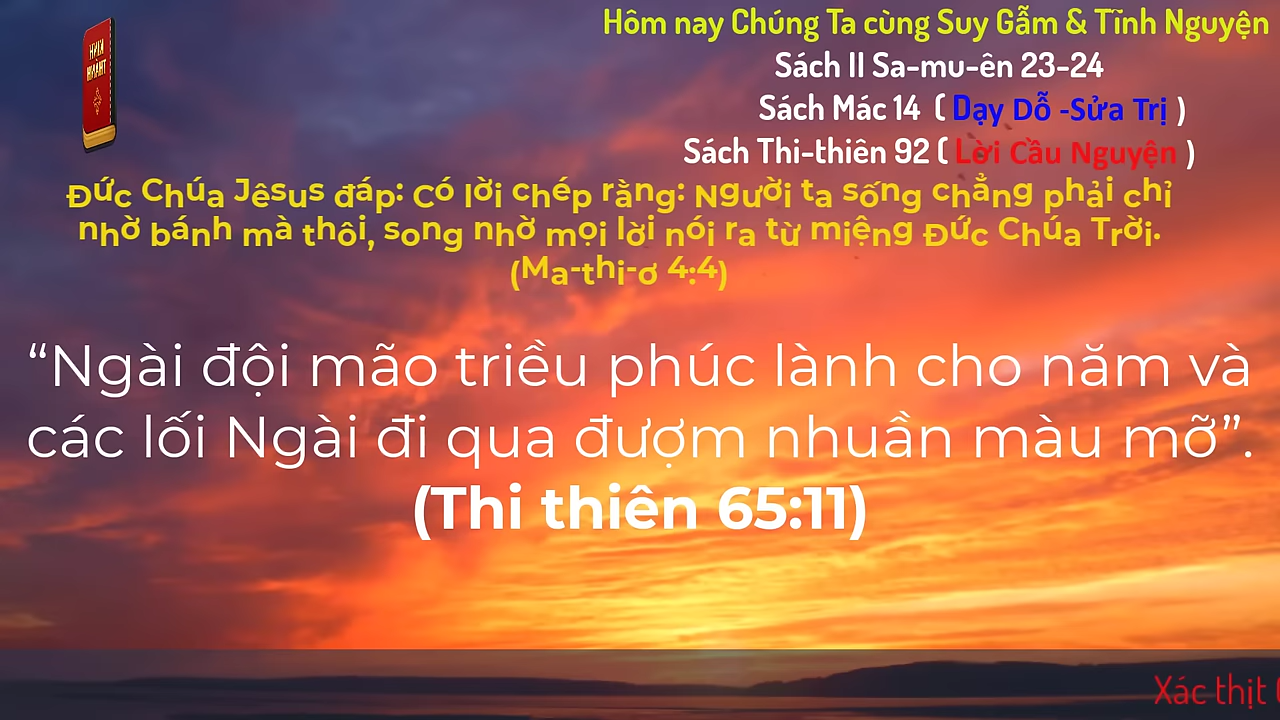 KINH
THÁNH
Hôm nay Chúng Ta cùng Suy Gẫm & Tĩnh Nguyện
Sách II Sa-mu-ên 23-24
Sách Mác 14 ( Dạy Dỗ -Sửa Trị )
Sách Thi-thiên 92 ( Lời Cầu Nguyện )
Đức Chúa Jêsus đáp: Có lời chép rằng: Người ta sống chẳng phải chỉ
nhờ bánh mà thôi, song nhờ mọi lời nói ra từ miệng Đức Chúa Trời.
(Ma-thi-ơ 4:4)
“Ngài đội mão triều phúc lành cho năm và
các lối Ngài đi qua đượm nhuần màu mỡ”.
(Thi thiên 65:11)
Xác thịt